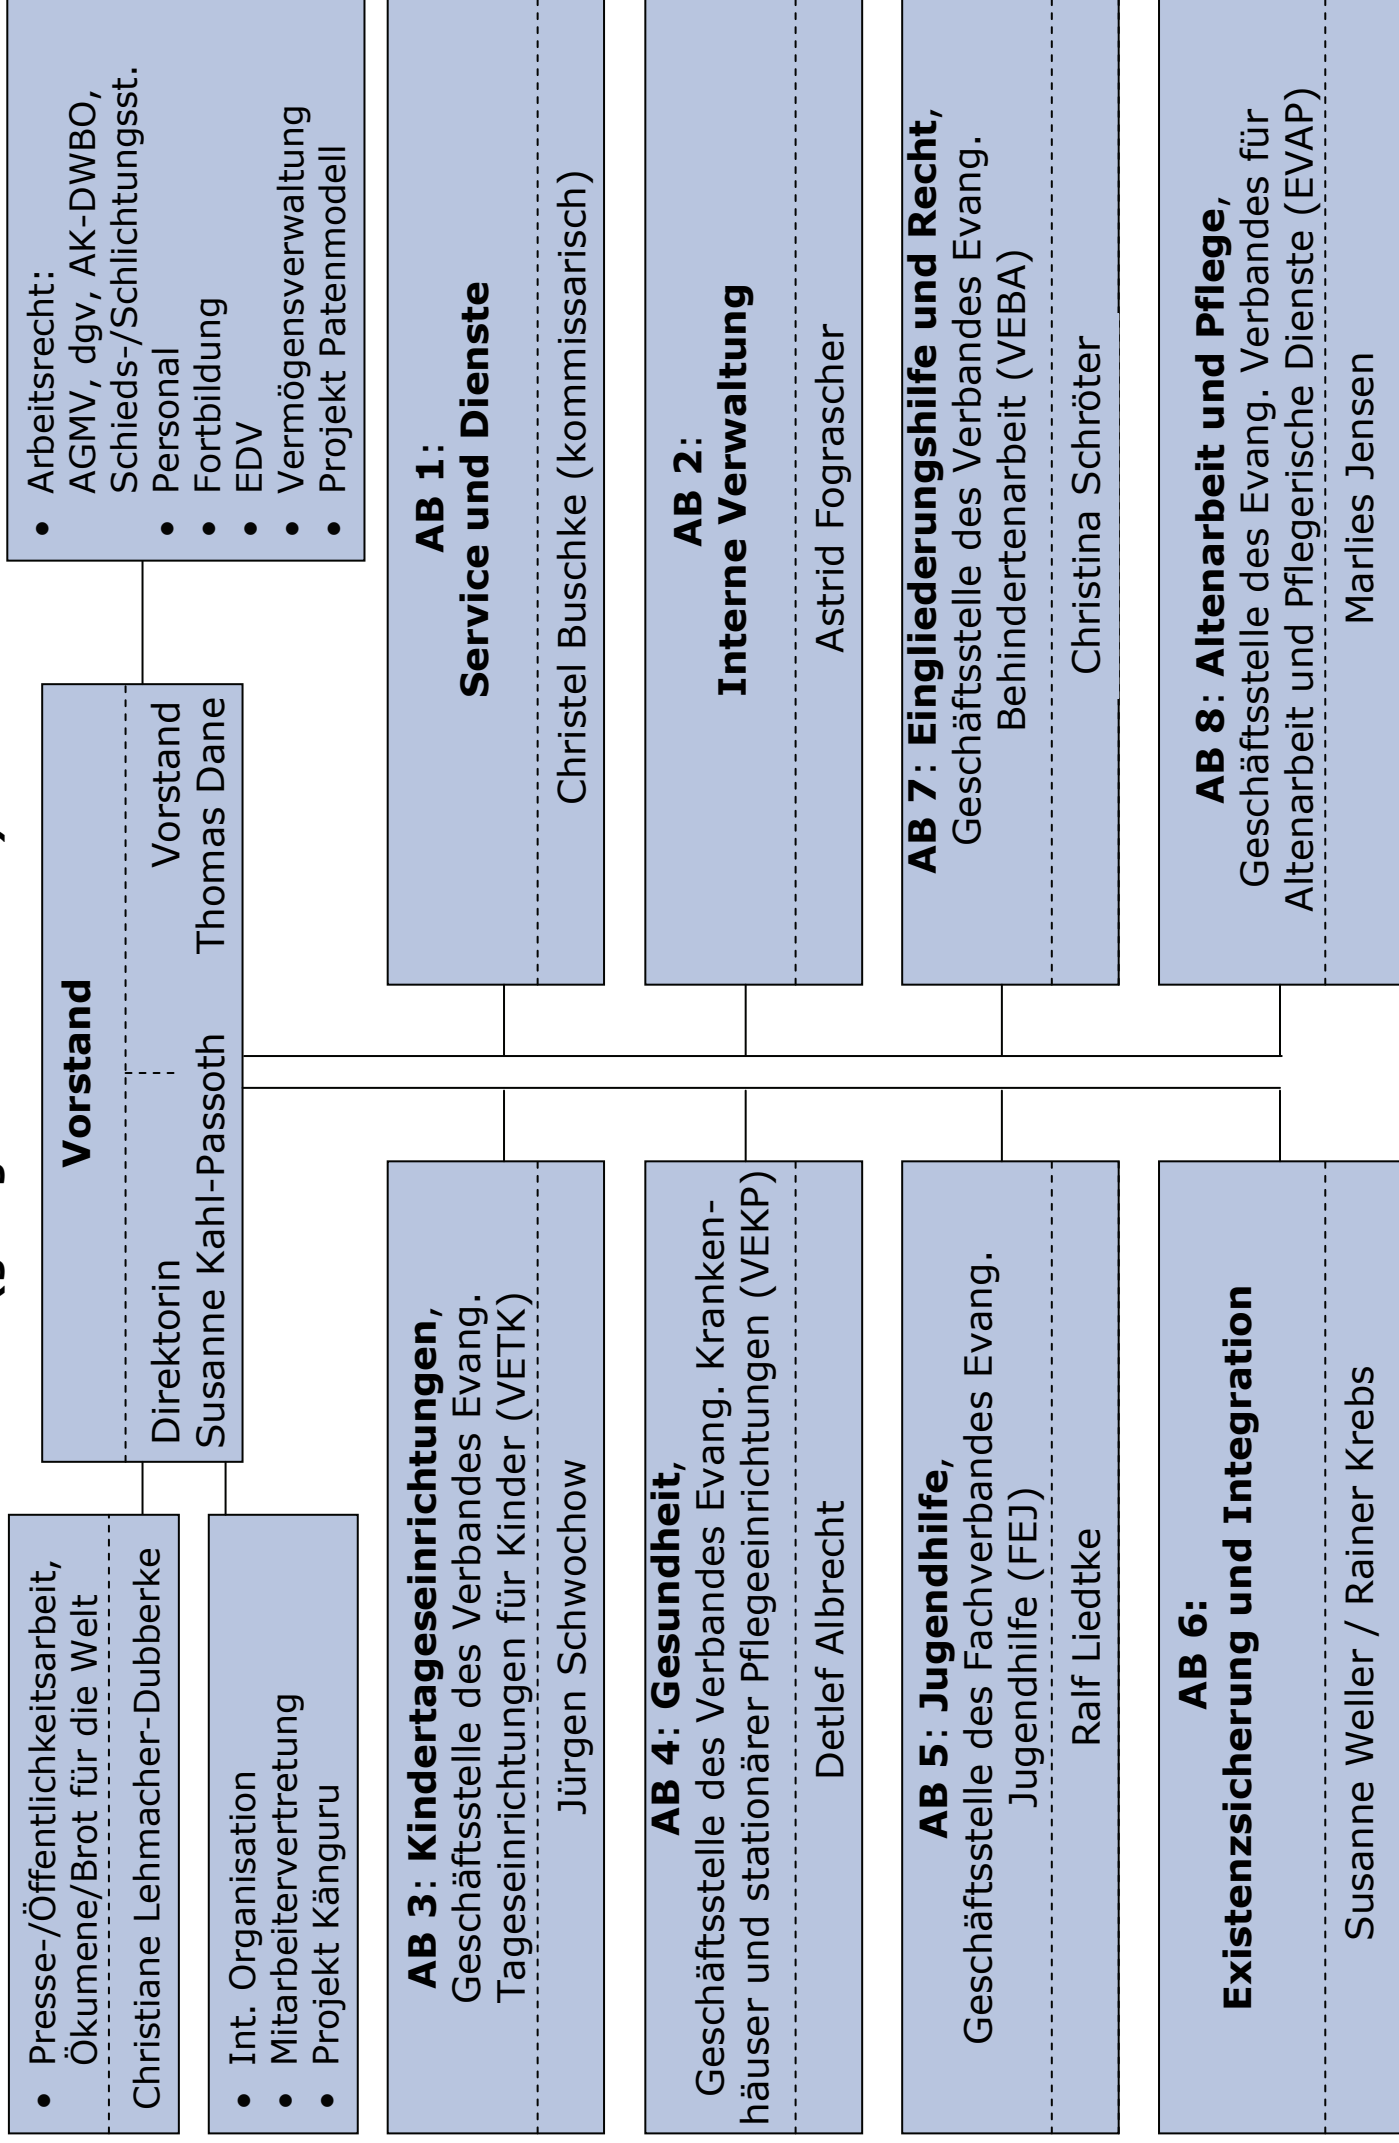 • Presse-/Öffentlichkeitsarbeit,
Ökumene/Brot für die Welt
Christiane Lehmacher-Dubberke
• Int. Organisation
• Mitarbeitervertretung
• Projekt Känguru
Vorstand
Direktorin
Susanne Kahl-Passoth
Vorstand
Thomas Dane
• Arbeitsrecht:
AGMV, dgv, AK-DWBO,
Schieds-/Schlichtungsst.
• Personal
• Fortbildung
• EDV
• Vermögensverwaltung
• Projekt Patenmodell
AB 3: Kindertageseinrichtungen,
Geschäftsstelle des Verbandes Evang.
Tageseinrichtungen für Kinder (VETK)
Jürgen Schwochow
AB 1:
Service und Dienste
Christel Buschke (kommissarisch)
AB 4: Gesundheit,
Geschäftsstelle des Verbandes Evang. Kranken-
häuser und stationärer Pflegeeinrichtungen (VEKP)
Detlef Albrecht
AB 2:
Interne Verwaltung
Astrid Fograscher
AB 5: Jugendhilfe,
Geschäftsstelle des Fachverbandes Evang.
Jugendhilfe (FEJ)
Ralf Liedtke
AB 7: Eingliederungshilfe und Recht,
Geschäftsstelle des Verbandes Evang.
Behindertenarbeit (VEBA)
Christina Schröter
AB 6:
Existenzsicherung und Integration
Susanne Weller / Rainer Krebs
AB 8: Altenarbeit und Pflege,
Geschäftsstelle des Evang. Verbandes für
Altenarbeit und Pflegerische Dienste (EVAP)
Marlies Jensen